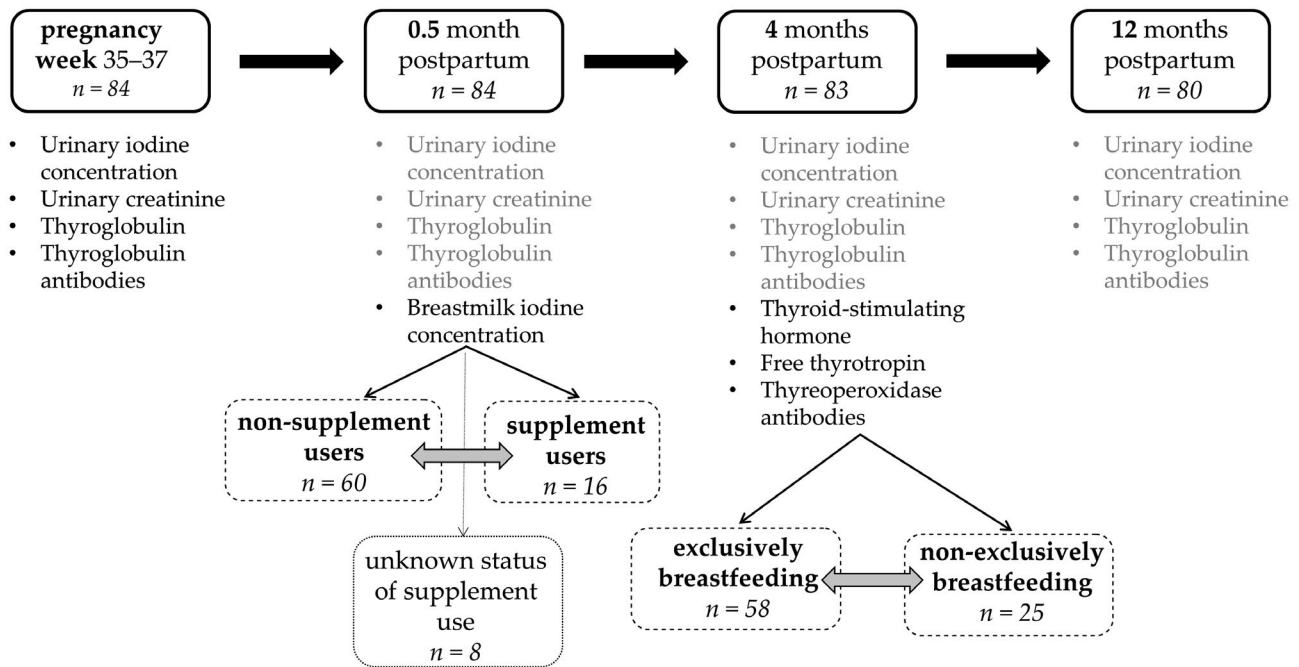 pregnancy
week 35–37
n = 84
0.5 month
postpartum
n = 84
4 months
postpartum
n = 83
12 months
postpartum
n = 80
• Urinary iodine
concentration
• Urinary creatinine
• Thyroglobulin
• Thyroglobulin
antibodies
• Urinary iodine
concentration
• Urinary creatinine
• Thyroglobulin
• Thyroglobulin
antibodies
• Breastmilk iodine
concentration
• Urinary iodine
concentration
• Urinary creatinine
• Thyroglobulin
• Thyroglobulin
antibodies
• Thyroid-stimulating
hormone
• Free thyrotropin
• Thyreoperoxidase
antibodies
• Urinary iodine
concentration
• Urinary creatinine
• Thyroglobulin
• Thyroglobulin
antibodies
non-supplement
users
n = 60
supplement
users
n = 16
unknown status
of supplement
use
n = 8
exclusively
breastfeeding
n = 58
non-exclusively
breastfeeding
n = 25